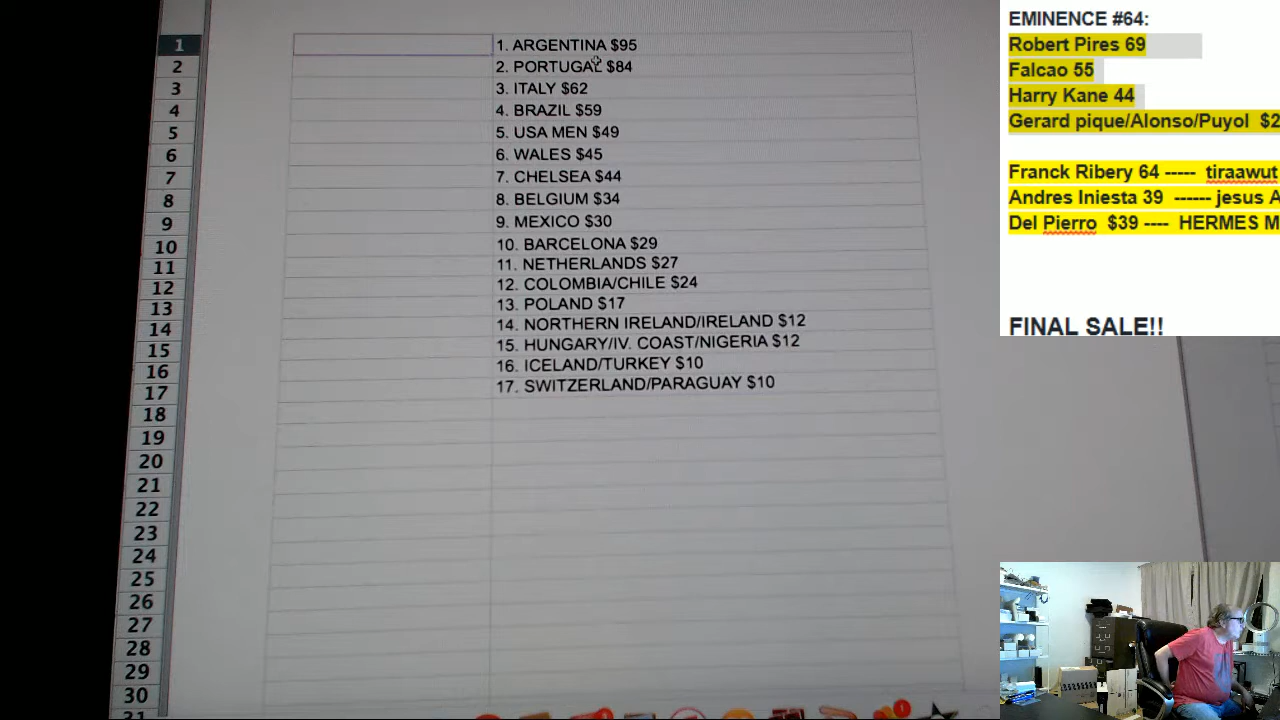 1
2
3
4
5
6
7
8
9
10
11
12
13
14
15
16
17
18
19
20
21
22
23
24
25
26
27
28
29
30
31
1. ARGENTINA $95
2. PORTUGAL $84
3. ITALY $62
4. BRAZIL $59
5. USA MEN $49
6. WALES $45
7. CHELSEA $44
8. BELGIUM $34
9. MEXICO $30
10. BARCELONA $29
11. NETHERLANDS $27
12. COLOMBIA/CHILE $24
13. POLAND $17
14. NORTHERN IRELAND/IRELAND $12
15. HUNGARY/IV. COAST/NIGERIA $12
16. ICELAND/TURKEY $10
17. SWITZERLAND/PARAGUAY $10
EMINENCE #64:
Robert Pires 69
Falcao 55
Harry Kane 44
Gerard pique/Alonso/Puyol $2
Franck Ribery 64 ----- tiraawut
Andres Iniesta 39 ------ jesus A
Del Pierro $39 ---- HERMES M
FINAL SALE!!